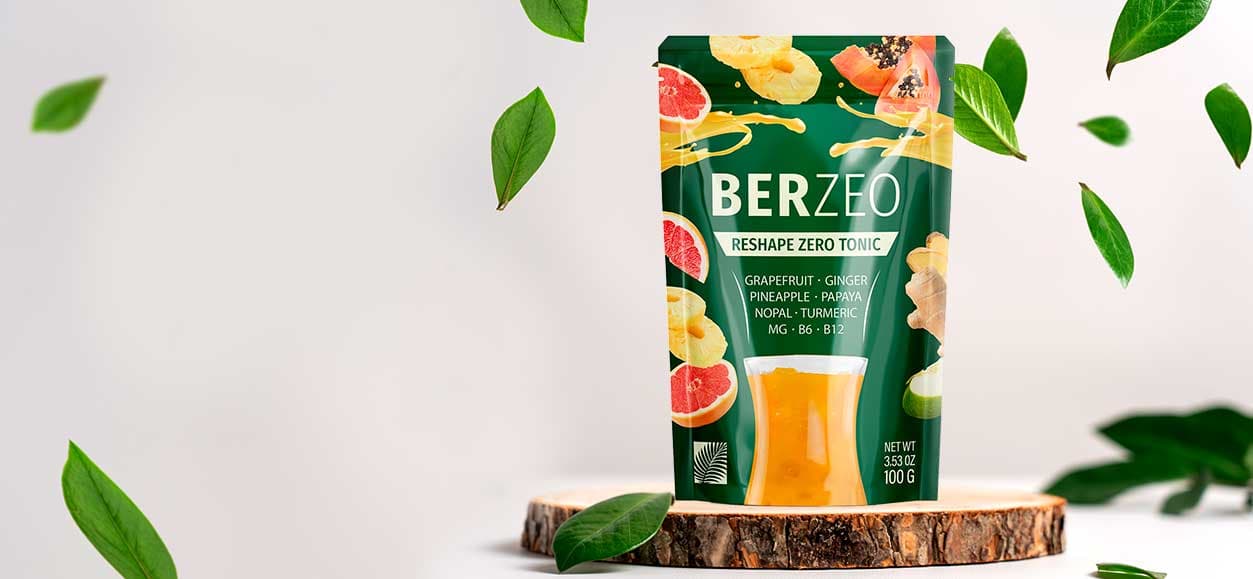 BERZEO
RESHAPE ZERO TONIC
GRAPEFRUIT · GINGER
PINEAPPLE · PAPAYA
NOPAL · TURMERIC
MG · B6 · B12
NET WT
3.53 OZ
100 G